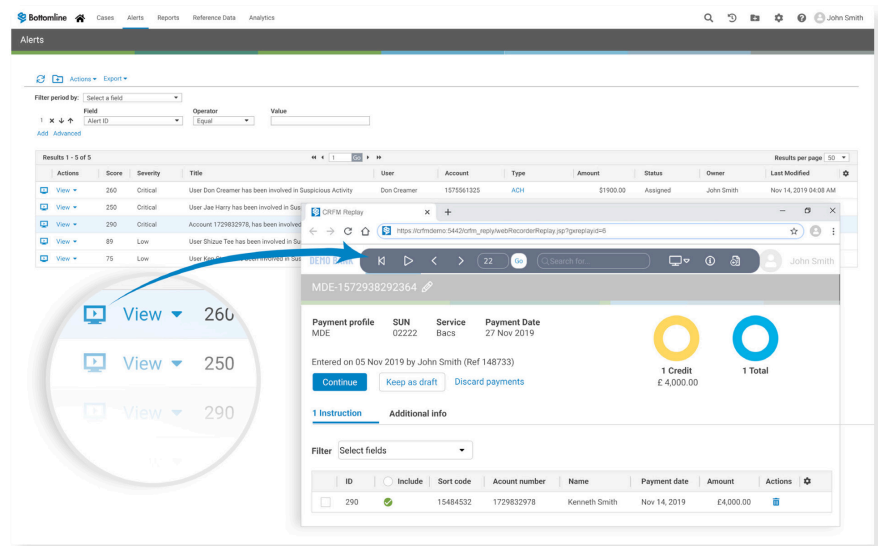 Bottomline Cases Alerts Reports Reference Data Analytics John Smith
Alerts
Actions Export
Filter period by: Select a field
Field Operator Value
1 Alert ID Equal
Add Advanced
Results 1 - 5 of 5 1 Go Results per page 50
Actions Score Severity Title User Account Type Amount Status Owner Last Modified
View 260 Critical User Don Creamer has been involved in Suspicious Activity Don Creamer 1575561325 ACH $1900.00 Assigned John Smith Nov 14, 2019 04:08 AM
View 250 Critical User Jae Harry has been involved in Sus
View 290 Critical Account 1729832978, has been involved
View 89 Low User Shizue Tee has been involved in Su
View 75 Low User Ken
CRFM Replay
https://crfmdemo:5442/crfm_reply/webRecorderReplay.jsp?gxreplayid=6
DEMO BANK 22 Go Search for... John Smith
MDE-1572938292364
Payment profile SUN Service Payment Date
MDE 02222 Bacs 27 Nov 2019
Entered on 05 Nov 2019 by John Smith (Ref 148733)
1 Credit 1 Total
£ 4,000.00
Continue Keep as draft Discard payments
1 Instruction Additional info
Filter Select fields
ID Include Sort code Acount number Name Payment date Amount Actions
290 15484532 1729832978 Kenneth Smith Nov 14, 2019 £4,000.00
View 260
View 250
View 290